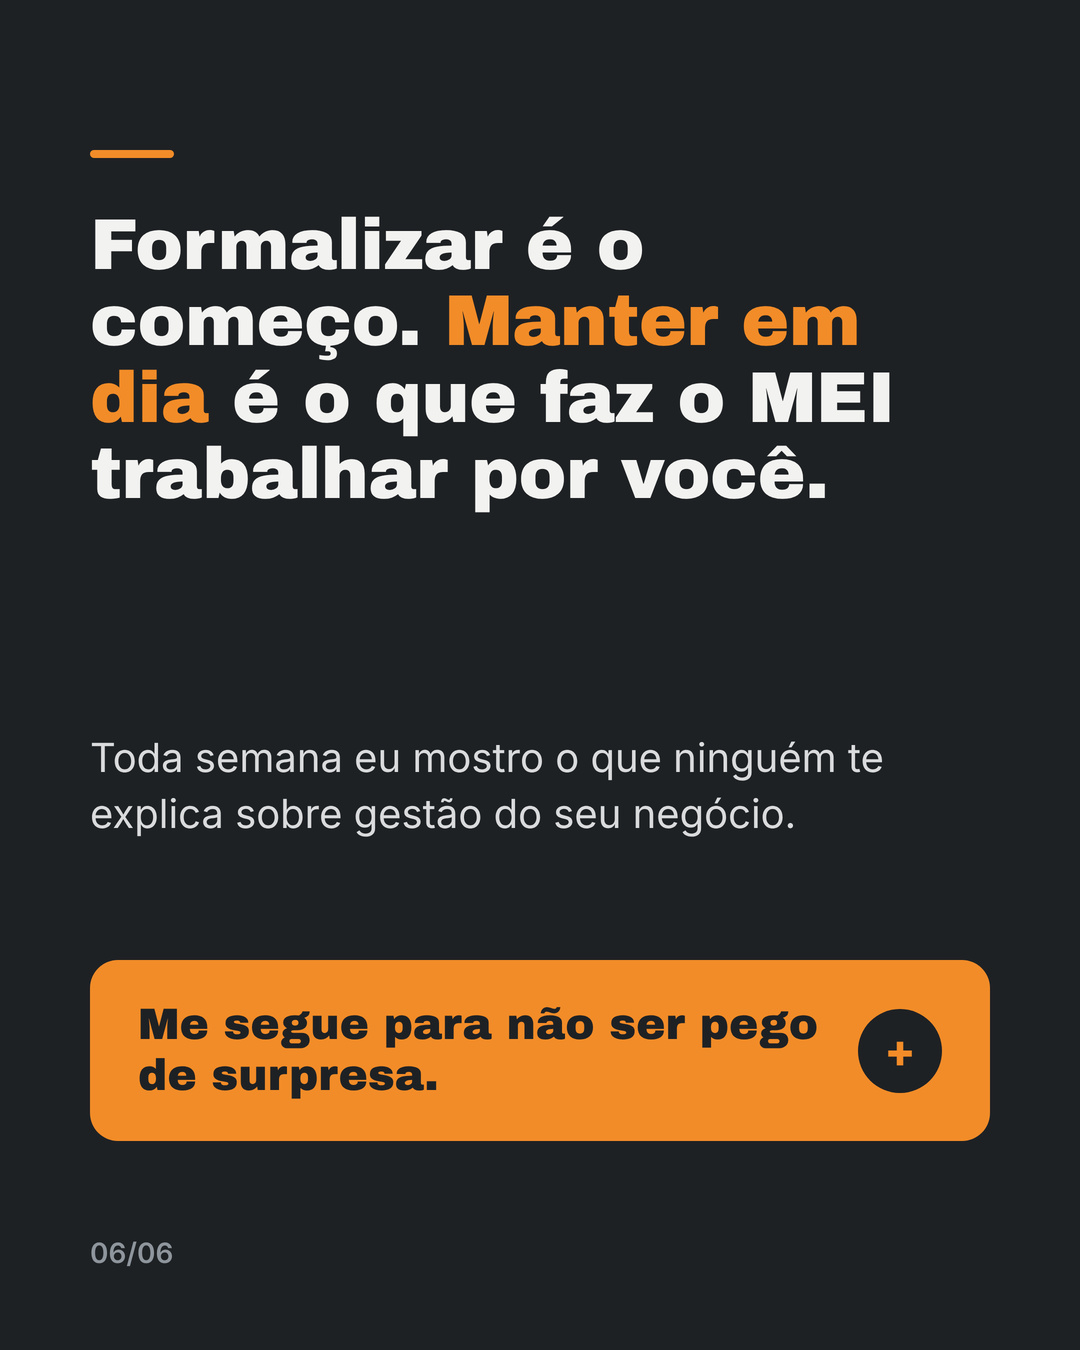 Formalizar é o
começo. Manter em
dia é o que faz o MEI
trabalhar por você.
Toda semana eu mostro o que ninguém te
explica sobre gestão do seu negócio.
Me segue para não ser pego
de surpresa.
+
06/06